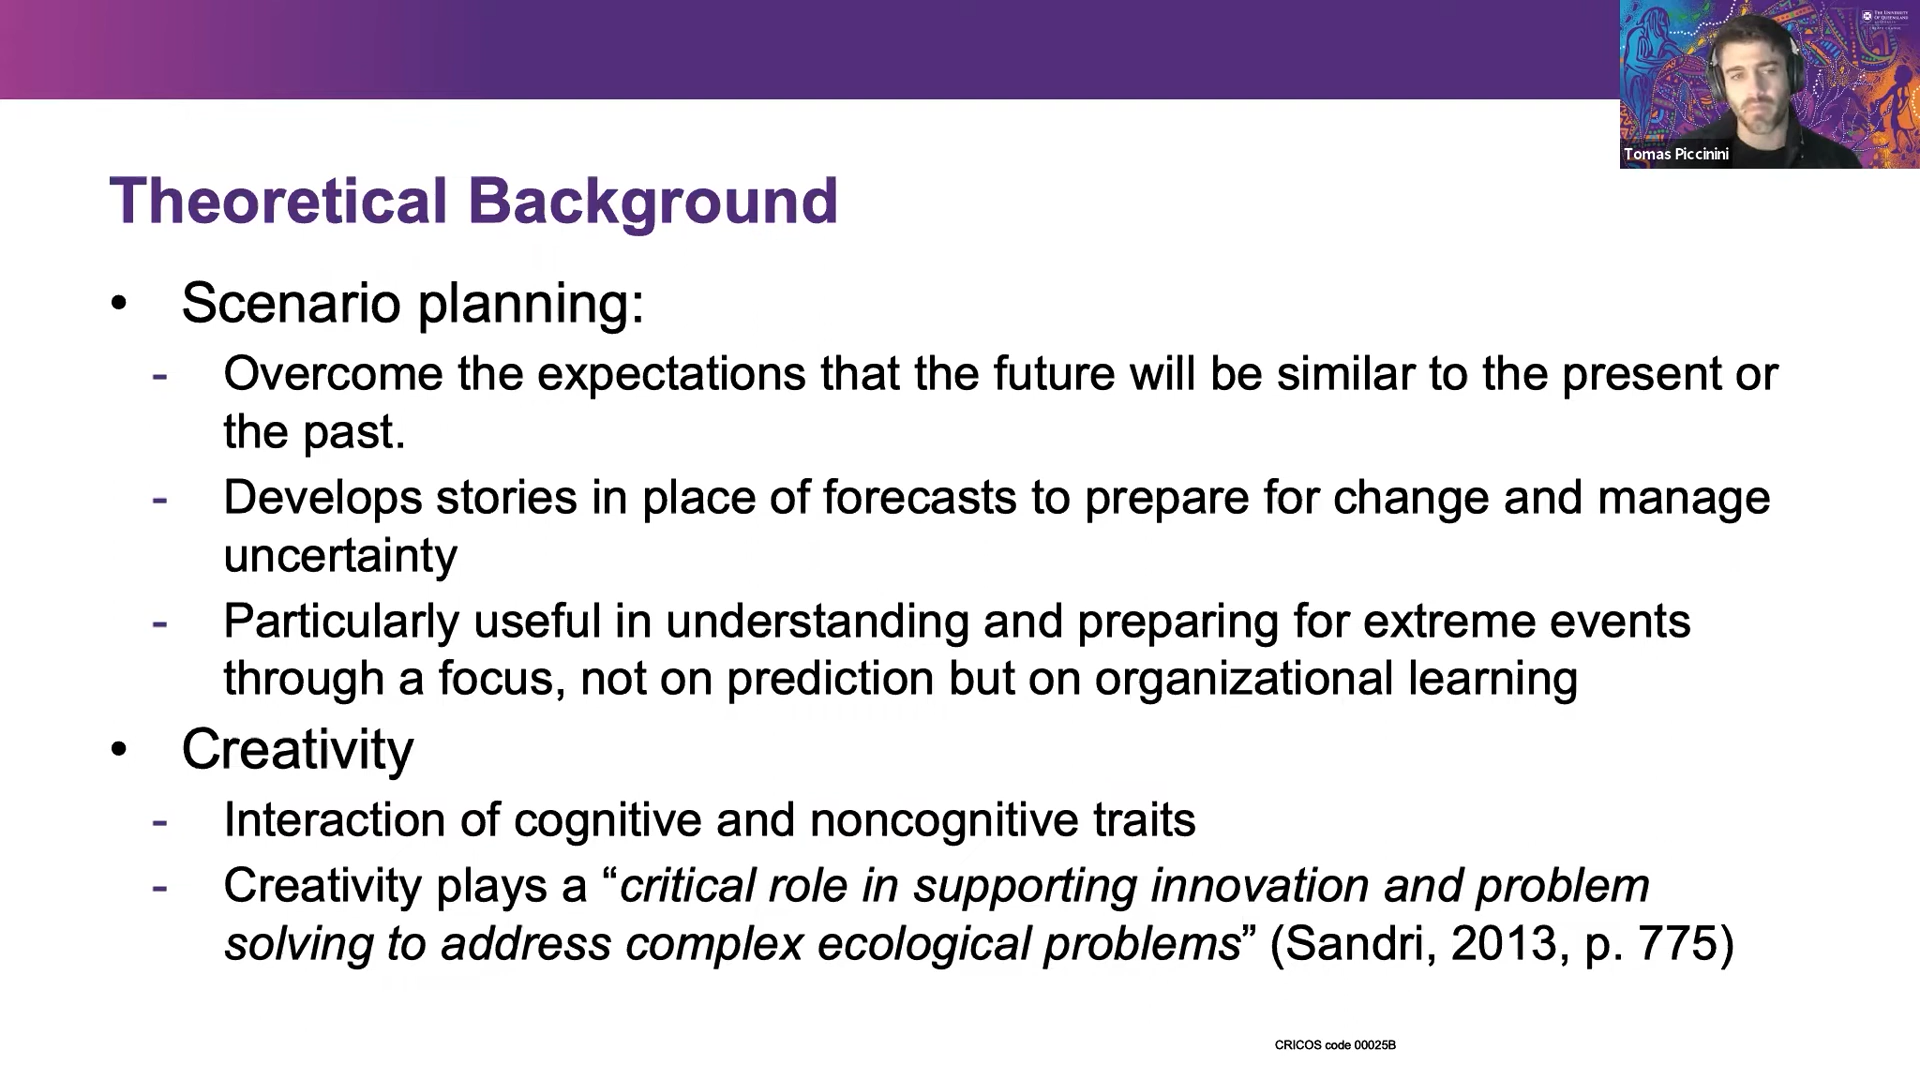 THE UNIVERSITY
OF QUEENSLAND
Tomas Piccinini
Theoretical Background
• Scenario planning:
- Overcome the expectations that the future will be similar to the present or
the past.
- Develops stories in place of forecasts to prepare for change and manage
uncertainty
- Particularly useful in understanding and preparing for extreme events
through a focus, not on prediction but on organizational learning
• Creativity
- Interaction of cognitive and noncognitive traits
- Creativity plays a “critical role in supporting innovation and problem
solving to address complex ecological problems” (Sandri, 2013, p. 775)
CRICOS code 00025B